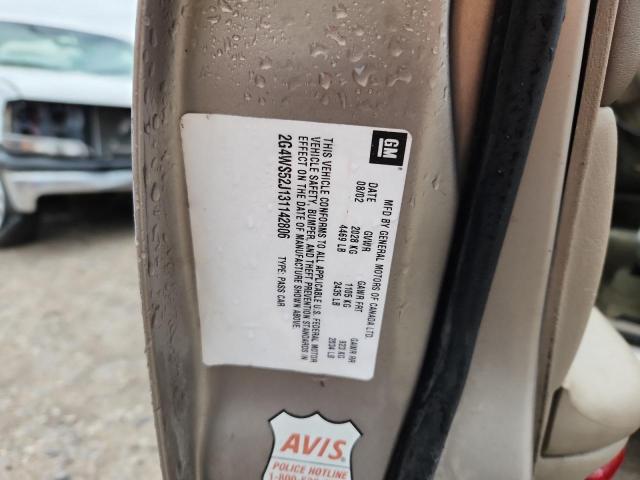 GM
MFD BY GENERAL MOTORS OF CANADA LTD.
DATE GVWR GAWR FRT GAWR RR
08/02 2028 KG 1105 KG 923 KG
4469 LB 2435 LB 2034 LB
THIS VEHICLE CONFORMS TO ALL APPLICABLE U.S. FEDERAL MOTOR
VEHICLE SAFETY, BUMPER, AND THEFT PREVENTION STANDARDS IN
EFFECT ON THE DATE OF MANUFACTURE SHOWN ABOVE.
2G4WS52J131142806 TYPE: PASS CAR
AVIS
POLICE HOTLINE